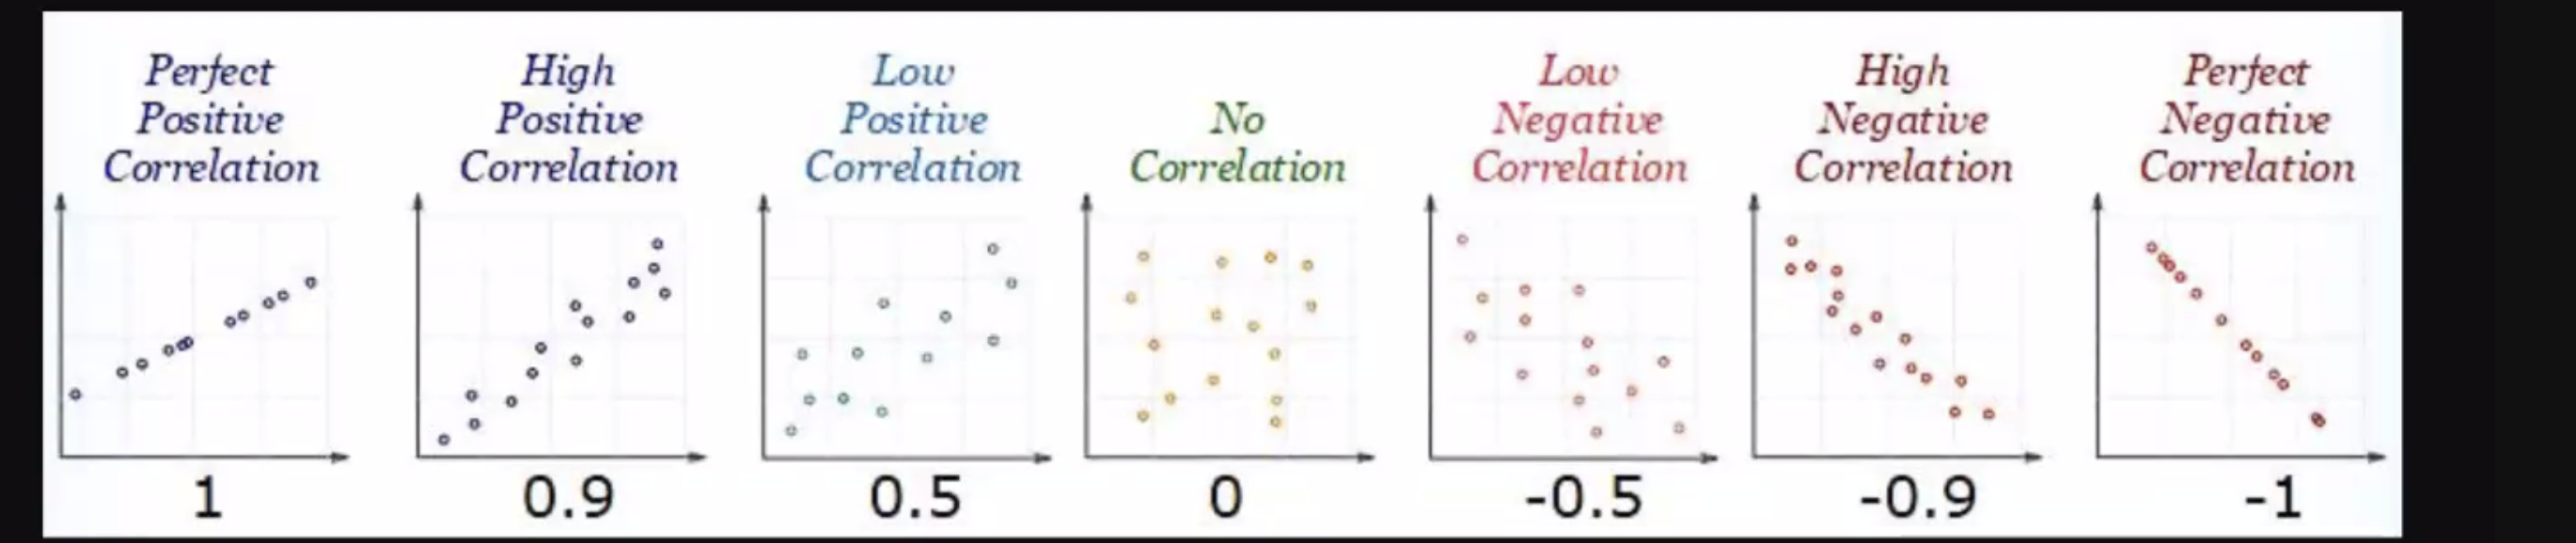 Perfect
Positive
Correlation
High
Positive
Correlation
Low
Positive
Correlation
No
Correlation
Low
Negative
Correlation
High
Negative
Correlation
Perfect
Negative
Correlation
1
0.9
0.5
0
-0.5
-0.9
-1